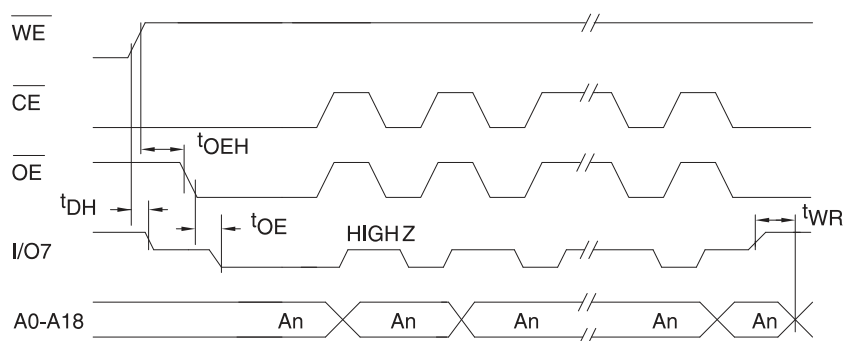 WE
CE
tOEH
OE
tDH
tOE
tWR
HIGH Z
I/O7
A0-A18 An An An An An